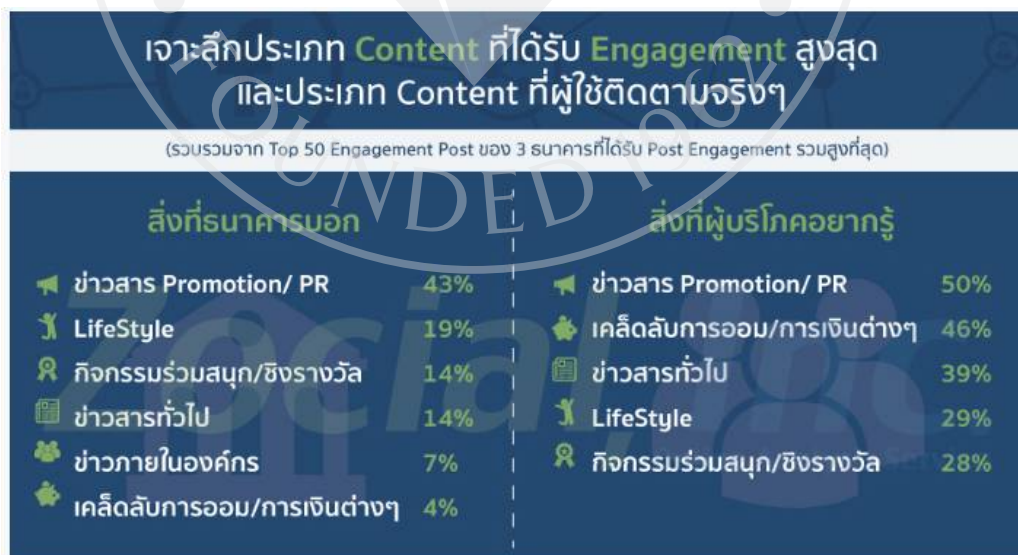 เจาะลึกประเภท Content ที่ได้รับ Engagement สูงสุด
และประเภท Content ที่ผู้ใช้ติดตามจริงๆ
(รวบรวมจาก Top 50 Engagement Post ของ 3 ธนาคารที่ได้รับ Post Engagement รวมสูงที่สุด)
FOUNDED 1962
สิ่งที่ธนาคารบอก
ข่าวสาร Promotion/ PR 43%
LifeStyle 19%
กิจกรรมร่วมสนุก/ชิงรางวัล 14%
ข่าวสารทั่วไป 14%
ข่าวภายในองค์กร 7%
เคล็ดลับการออม/การเงินต่างๆ 4%
สิ่งที่ผู้บริโภคอยากรู้
ข่าวสาร Promotion/ PR 50%
เคล็ดลับการออม/การเงินต่างๆ 46%
ข่าวสารทั่วไป 39%
LifeStyle 29%
กิจกรรมร่วมสนุก/ชิงรางวัล 28%
Zocial, inc